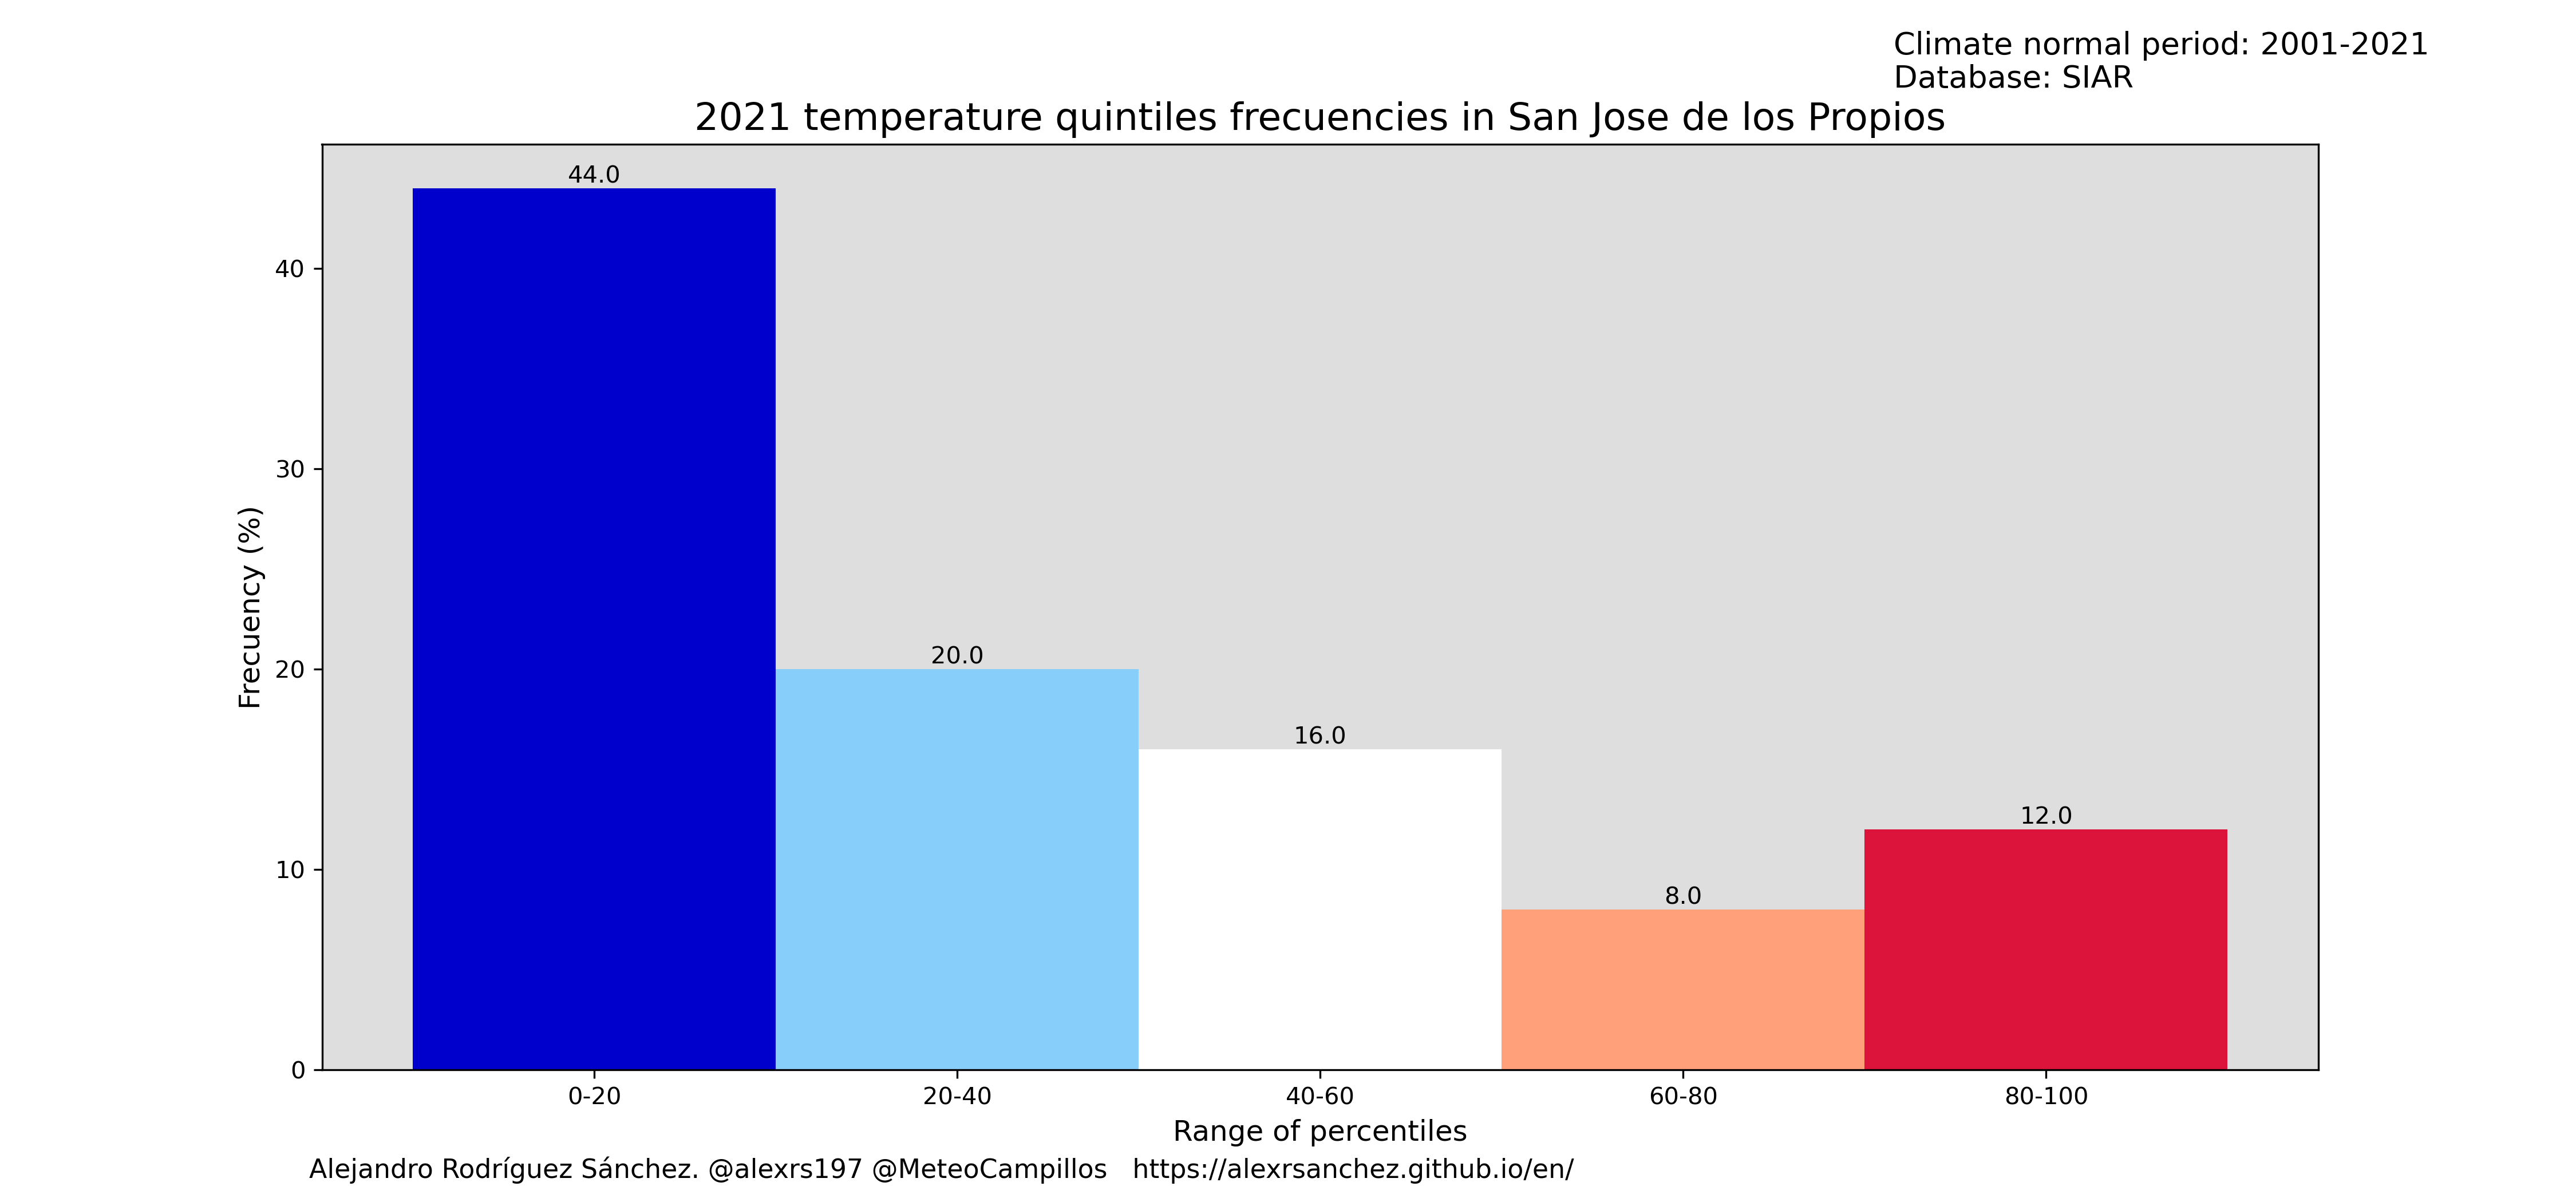 Climate normal period: 2001-2021
Database: SIAR
2021 temperature quintiles frecuencies in San Jose de los Propios
Frecuency (%)
40
30
20
10
0
44.0
20.0
16.0
8.0
12.0
0-20
20-40
40-60
60-80
80-100
Range of percentiles
Alejandro Rodríguez Sánchez. @alexrs197 @MeteoCampillos https://alexrsanchez.github.io/en/